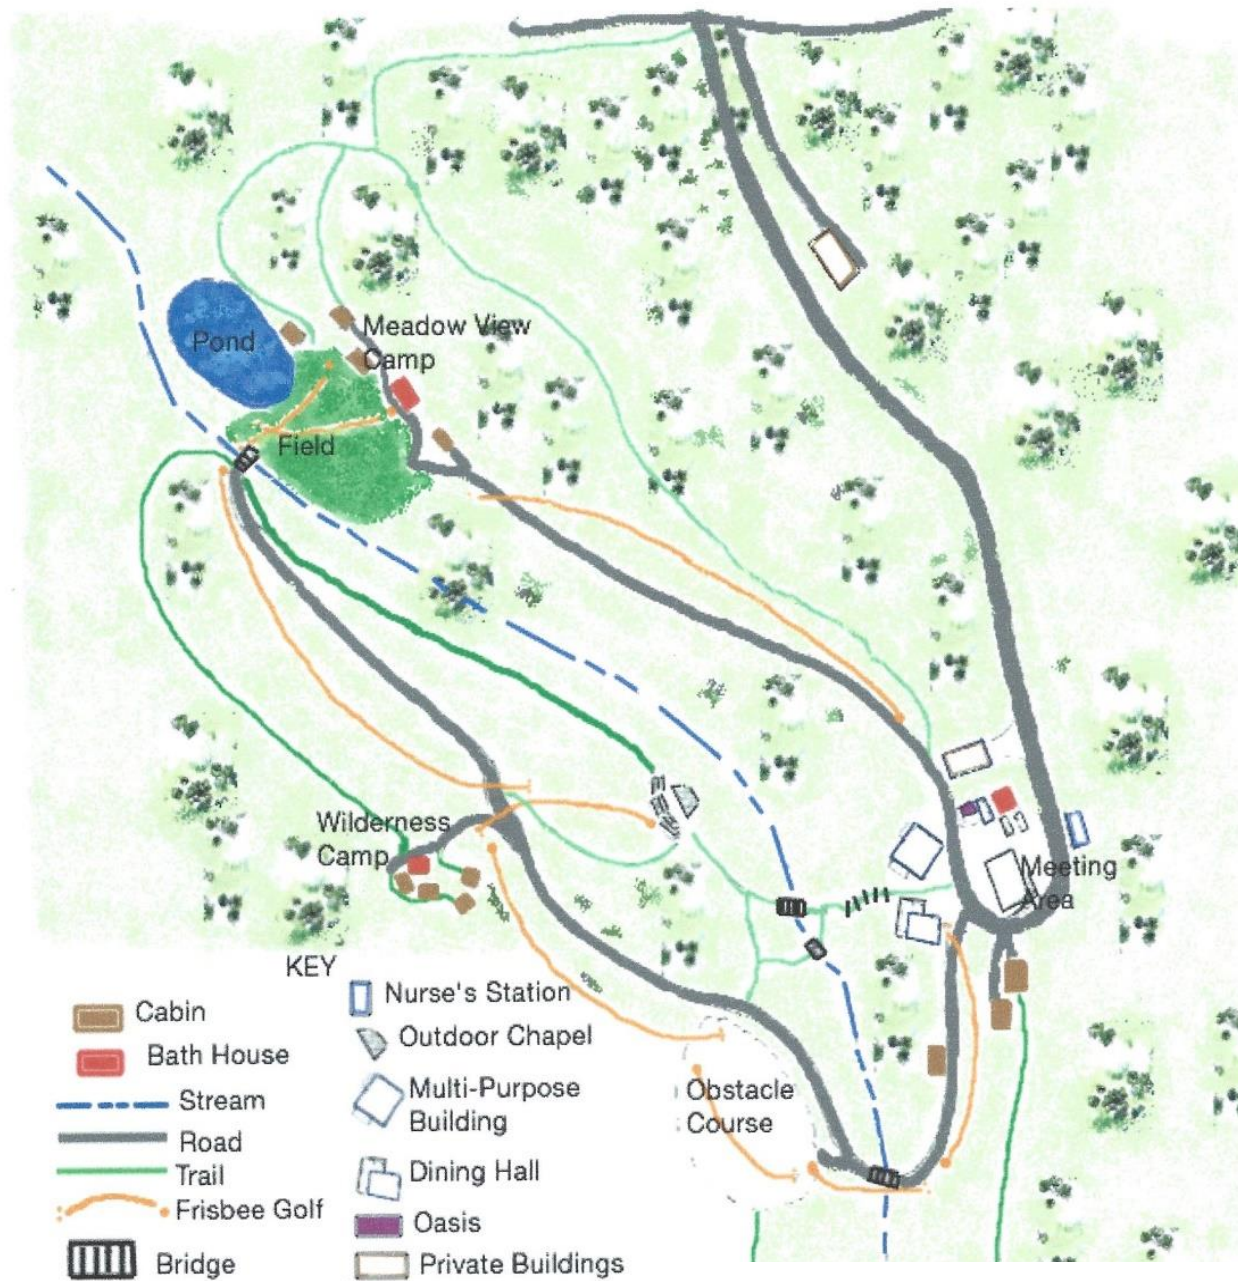 Meadow View
Camp
Pond
Field
Wilderness
Camp
Meeting
Area
Obstacle
Course
KEY
Cabin
Bath House
Stream
Road
Trail
Frisbee Golf
Bridge
Nurse's Station
Outdoor Chapel
Multi-Purpose
Building
Dining Hall
Oasis
Private Buildings